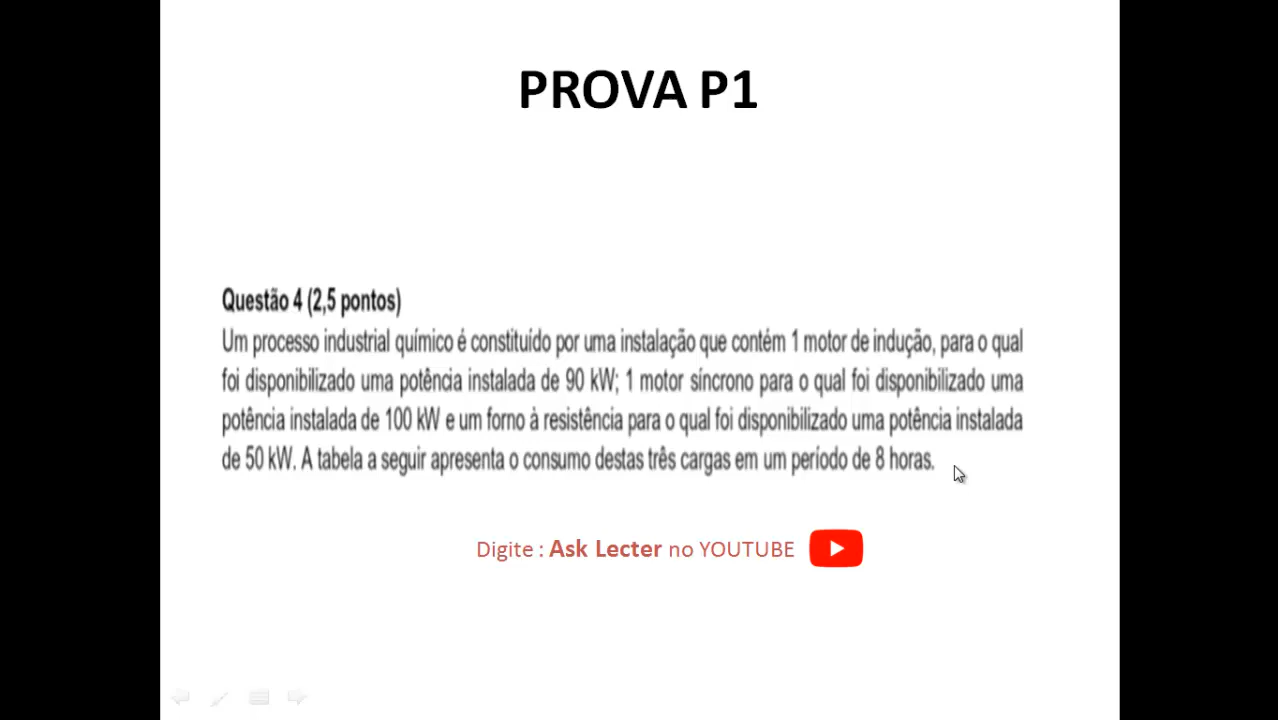 PROVA P1
Questão 4 (2,5 pontos)
Um processo industrial químico é constituído por uma instalação que contém 1 motor de indução, para o qual
foi disponibilizado uma potência instalada de 90 kW; 1 motor síncrono para o qual foi disponibilizado uma
potência instalada de 100 kW e um forno à resistência para o qual foi disponibilizado uma potência instalada
de 50 kW. A tabela a seguir apresenta o consumo destas três cargas em um período de 8 horas.
Digite : Ask Lecter no YOUTUBE